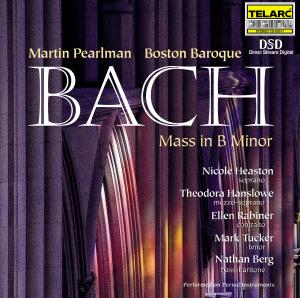 TELARC
DSD
Direct Stream Digital
Martin Pearlman Boston Baroque
BACH
Mass in B Minor
Nicole Heaston
soprano
Theodora Hanslowe
mezzo-soprano
Ellen Rabiner
contralto
Mark Tucker
tenor
Nathan Berg
bass-baritone
Performed on Period Instruments